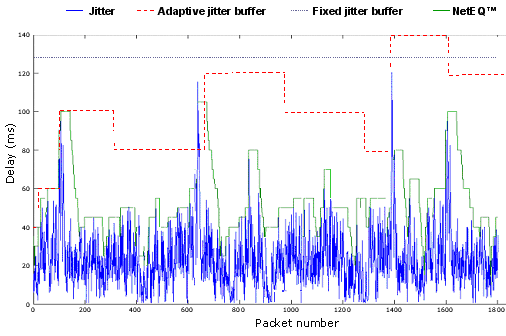 Jitter Adaptive jitter buffer Fixed jitter buffer NetEQ™
140
120
100
80
60
40
20
0
Delay (ms)
0 200 400 600 800 1000 1200 1400 1600 1800
Packet number